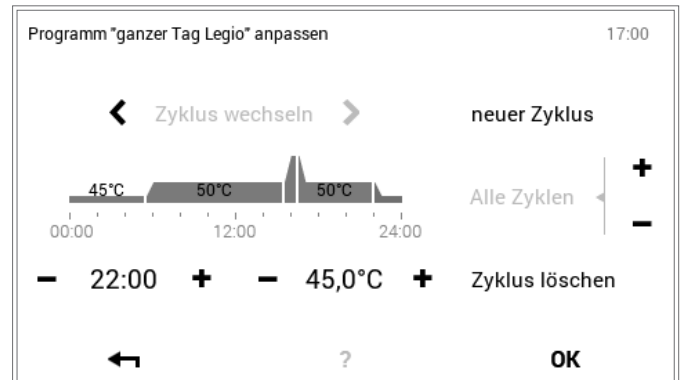 Programm "ganzer Tag Legio" anpassen 17:00
Zyklus wechseln neuer Zyklus
45°C 50°C 50°C
Alle Zyklen
00:00 12:00 24:00
− 22:00 + − 45,0°C + Zyklus löschen
? OK